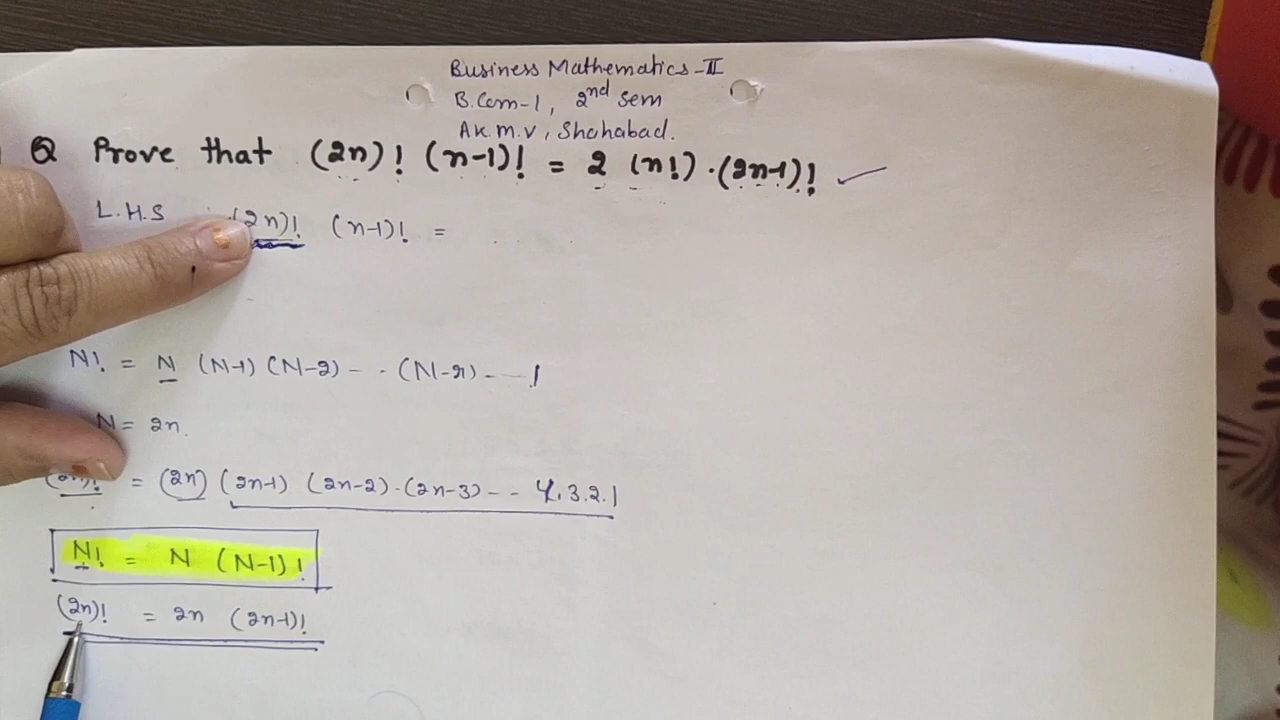 Business Mathematics-II
B.Com-1, 2nd Sem
A.K.M.V, Shahabad.
Q Prove that (2n)! (n-1)! = 2 (n!) . (2n-1)!
L.H.S (2n)! (n-1)! =
N! = N (N-1) (N-2) - - (N-r) - - - 1
N = 2n.
= (2n) (2n-1) (2n-2) . (2n-3) - - 4.3.2.1
N! = N (N-1)!
(2n)! = 2n (2n-1)!